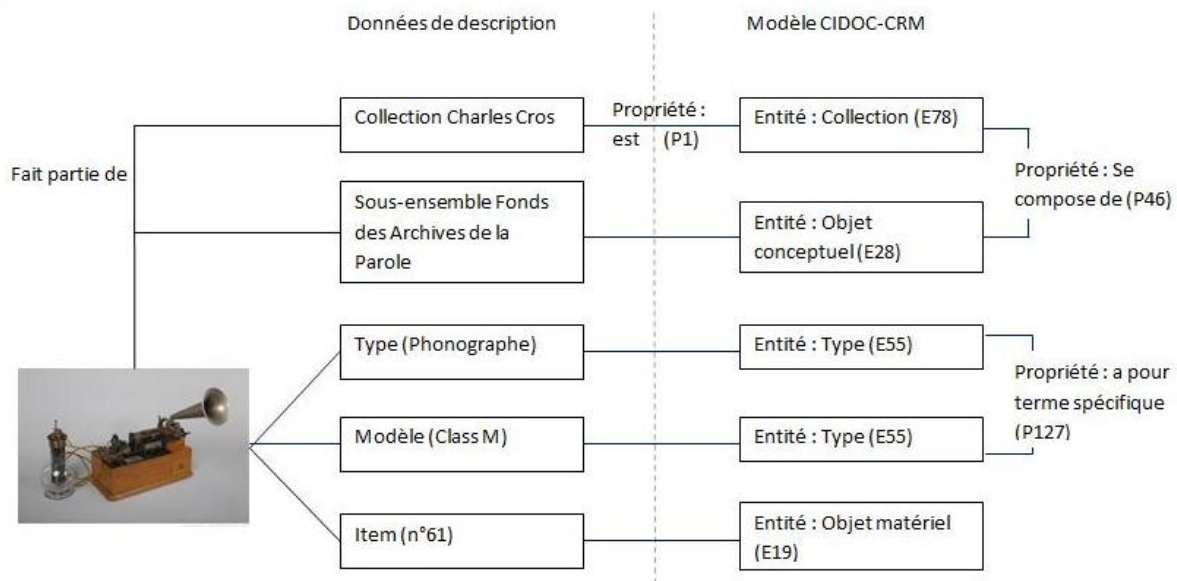 Données de description
Modèle CIDOC-CRM
Fait partie de
Collection Charles Cros
Propriété :
est (P1)
Entité : Collection (E78)
Propriété : Se
compose de (P46)
Sous-ensemble Fonds
des Archives de la
Parole
Entité : Objet
conceptuel (E28)
Type (Phonographe)
Entité : Type (E55)
Propriété : a pour
terme spécifique
(P127)
Modèle (Class M)
Entité : Type (E55)
Item (n°61)
Entité : Objet matériel
(E19)